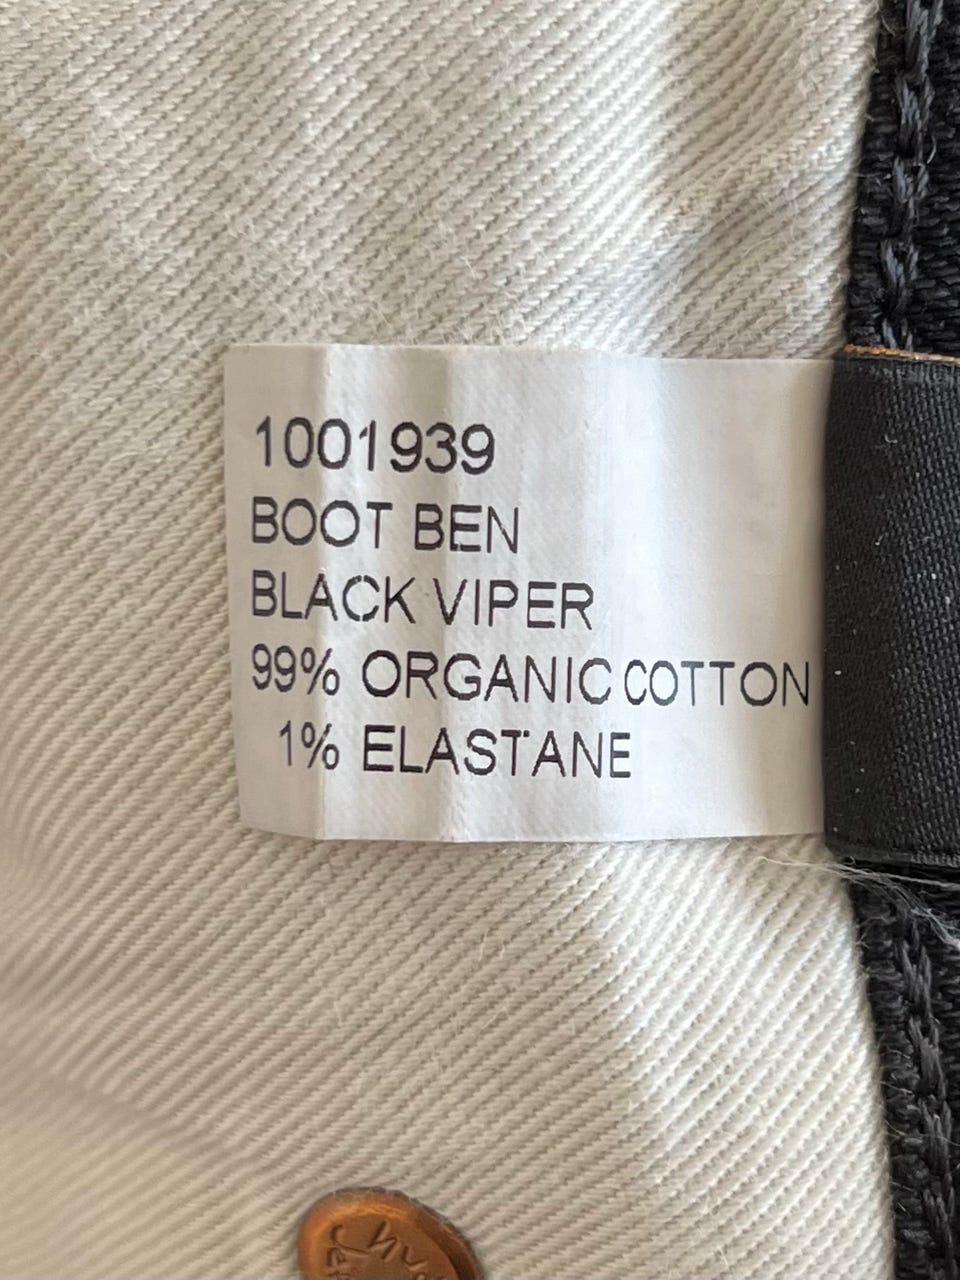 1001939
BOOT BEN
BLACK VIPER
99% ORGANIC COTTON
1% ELASTANE